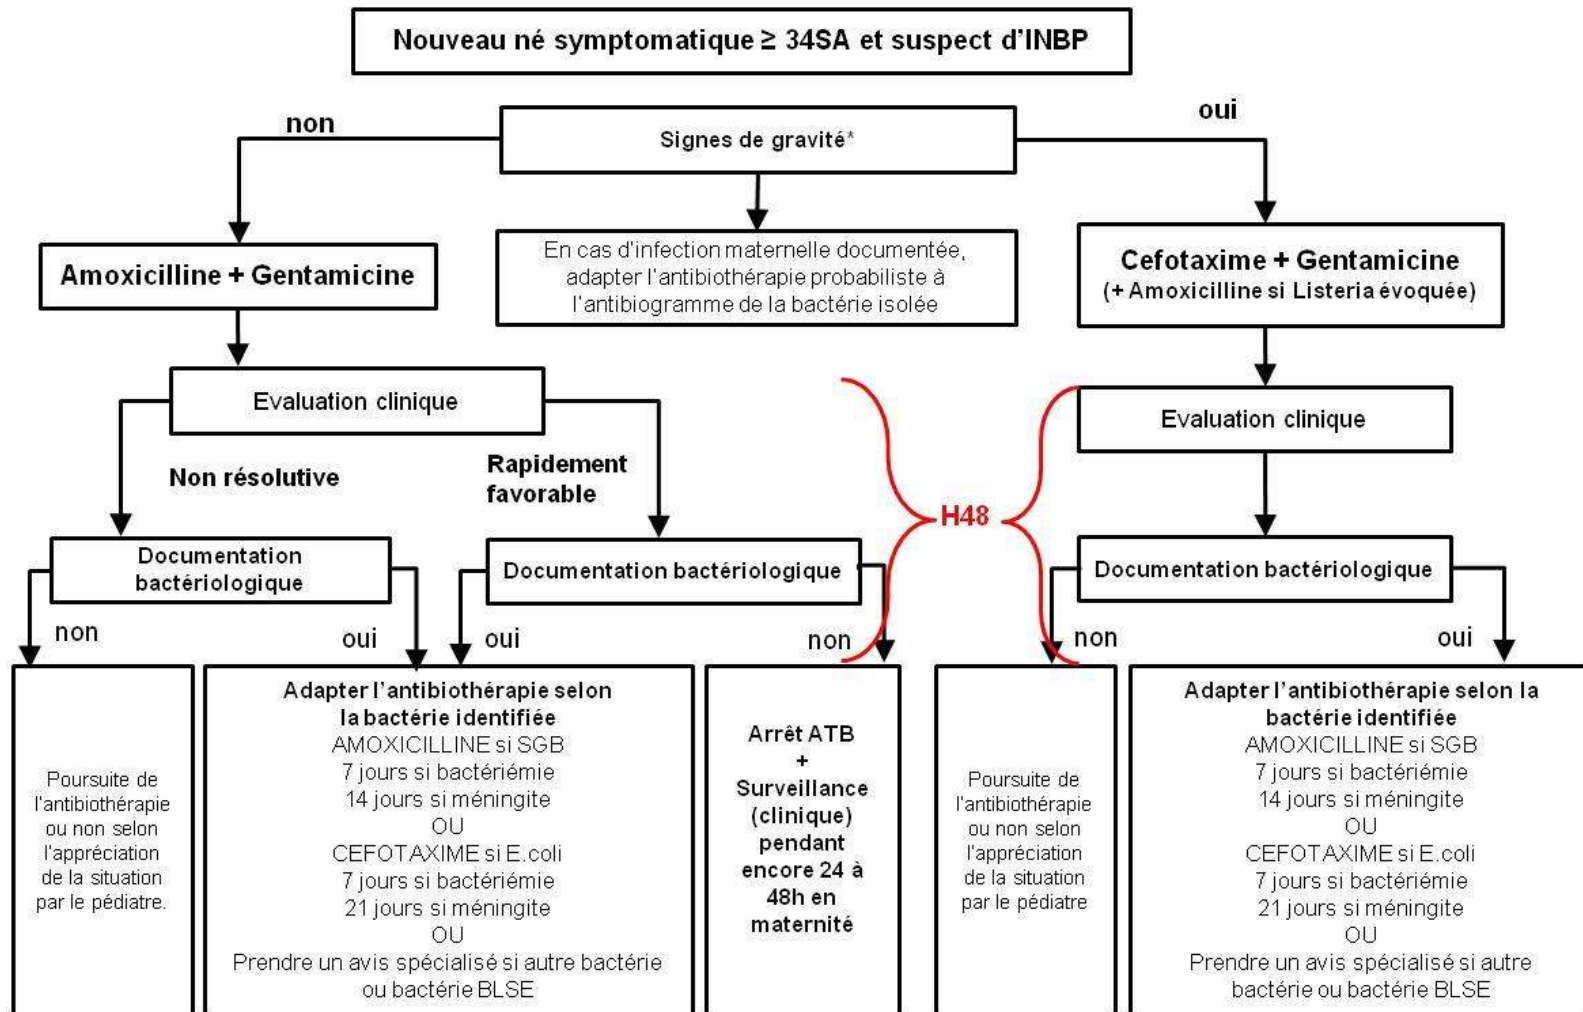 Nouveau né symptomatique ≥ 34SA et suspect d'INBP
non
oui
Signes de gravité*
Amoxicilline + Gentamicine
En cas d'infection maternelle documentée,
adapter l'antibiothérapie probabiliste à
l'antibiogramme de la bactérie isolée
Cefotaxime + Gentamicine
(+ Amoxicilline si Listeria évoquée)
Evaluation clinique
Evaluation clinique
Non résolutive
Rapidement
favorable
H48
Documentation
bactériologique
Documentation bactériologique
Documentation bactériologique
non
oui
oui
non
non
oui
Poursuite de
l'antibiothérapie
ou non selon
l'appréciation
de la situation
par le pédiatre.
Adapter l'antibiothérapie selon
la bactérie identifiée
AMOXICILLINE si SGB
7 jours si bactériémie
14 jours si méningite
OU
CEFOTAXIME si E.coli
7 jours si bactériémie
21 jours si méningite
OU
Prendre un avis spécialisé si autre bactérie
ou bactérie BLSE
Arrêt ATB
+
Surveillance
(clinique)
pendant
encore 24 à
48h en
maternité
Poursuite de
l'antibiothérapie
ou non selon
l'appréciation
de la situation
par le pédiatre
Adapter l'antibiothérapie selon la
bactérie identifiée
AMOXICILLINE si SGB
7 jours si bactériémie
14 jours si méningite
OU
CEFOTAXIME si E.coli
7 jours si bactériémie
21 jours si méningite
OU
Prendre un avis spécialisé si autre
bactérie ou bactérie BLSE